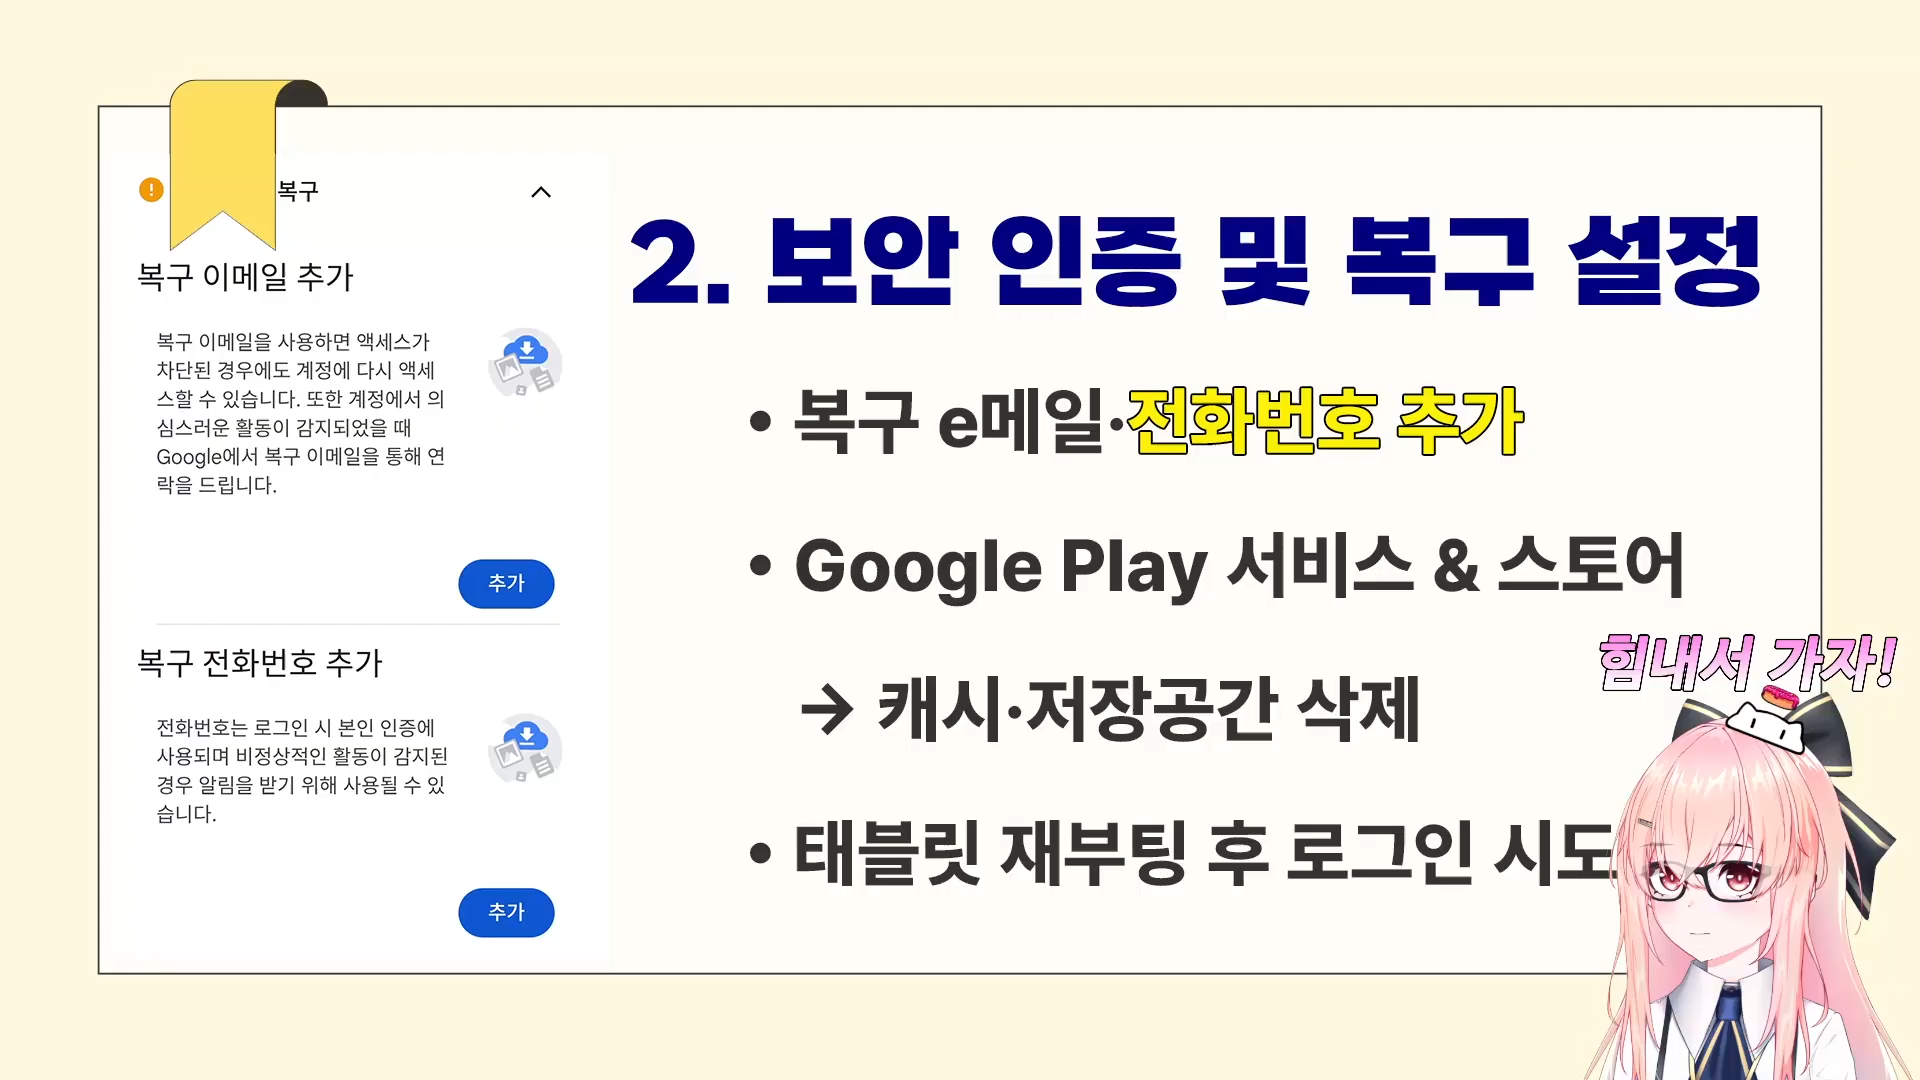 복구
복구 이메일 추가
복구 이메일을 사용하면 액세스가
차단된 경우에도 계정에 다시 액세
스할 수 있습니다. 또한 계정에서 의
심스러운 활동이 감지되었을 때
Google에서 복구 이메일을 통해 연
락을 드립니다.
추가
복구 전화번호 추가
전화번호는 로그인 시 본인 인증에
사용되며 비정상적인 활동이 감지된
경우 알림을 받기 위해 사용될 수 있
습니다.
추가
2. 보안 인증 및 복구 설정
• 복구 e메일·전화번호 추가
• Google Play 서비스 & 스토어
→ 캐시·저장공간 삭제
• 태블릿 재부팅 후 로그인 시도
힘내서 가자!